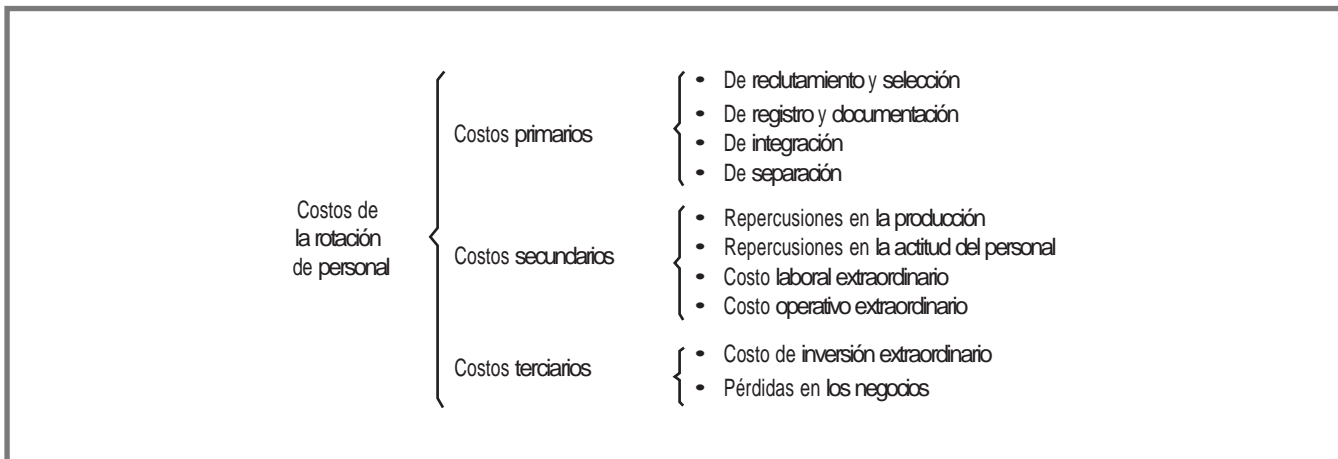 Costos de
la rotación
de personal
Costos primarios
• De reclutamiento y selección
• De registro y documentación
• De integración
• De separación
Costos secundarios
• Repercusiones en la producción
• Repercusiones en la actitud del personal
• Costo laboral extraordinario
• Costo operativo extraordinario
Costos terciarios
• Costo de inversión extraordinario
• Pérdidas en los negocios